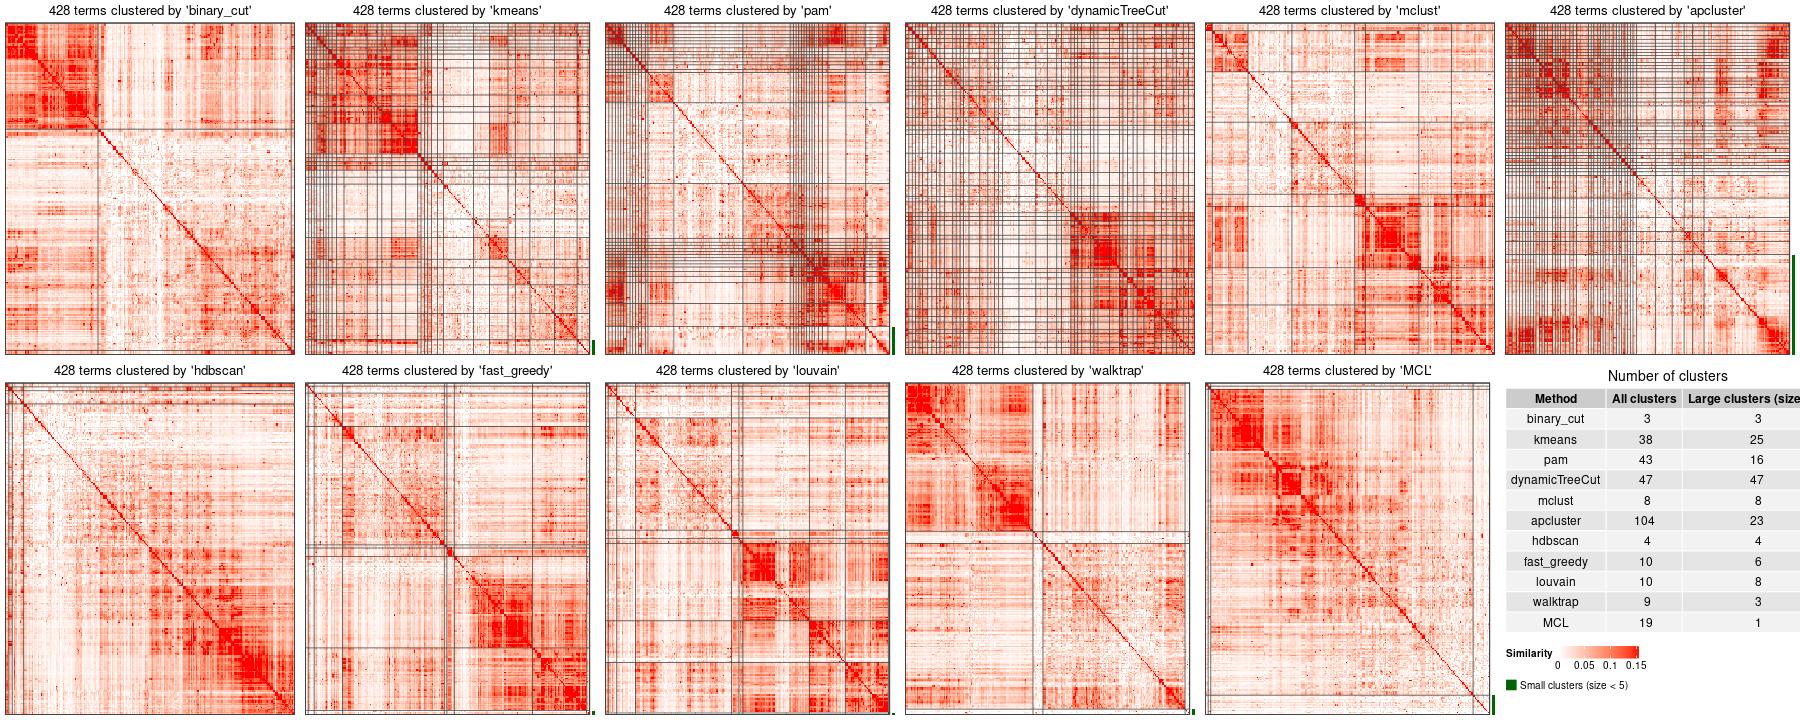 428 terms clustered by 'binary_cut'
428 terms clustered by 'kmeans'
428 terms clustered by 'pam'
428 terms clustered by 'dynamicTreeCut'
428 terms clustered by 'mclust'
428 terms clustered by 'apcluster'
428 terms clustered by 'hdbscan'
428 terms clustered by 'fast_greedy'
428 terms clustered by 'louvain'
428 terms clustered by 'walktrap'
428 terms clustered by 'MCL'
Number of clusters
Method All clusters Large clusters (size
binary_cut 3 3
kmeans 38 25
pam 43 16
dynamicTreeCut 47 47
mclust 8 8
apcluster 104 23
hdbscan 4 4
fast_greedy 10 6
louvain 10 8
walktrap 9 3
MCL 19 1
Similarity
0 0.05 0.1 0.15
Small clusters (size < 5)